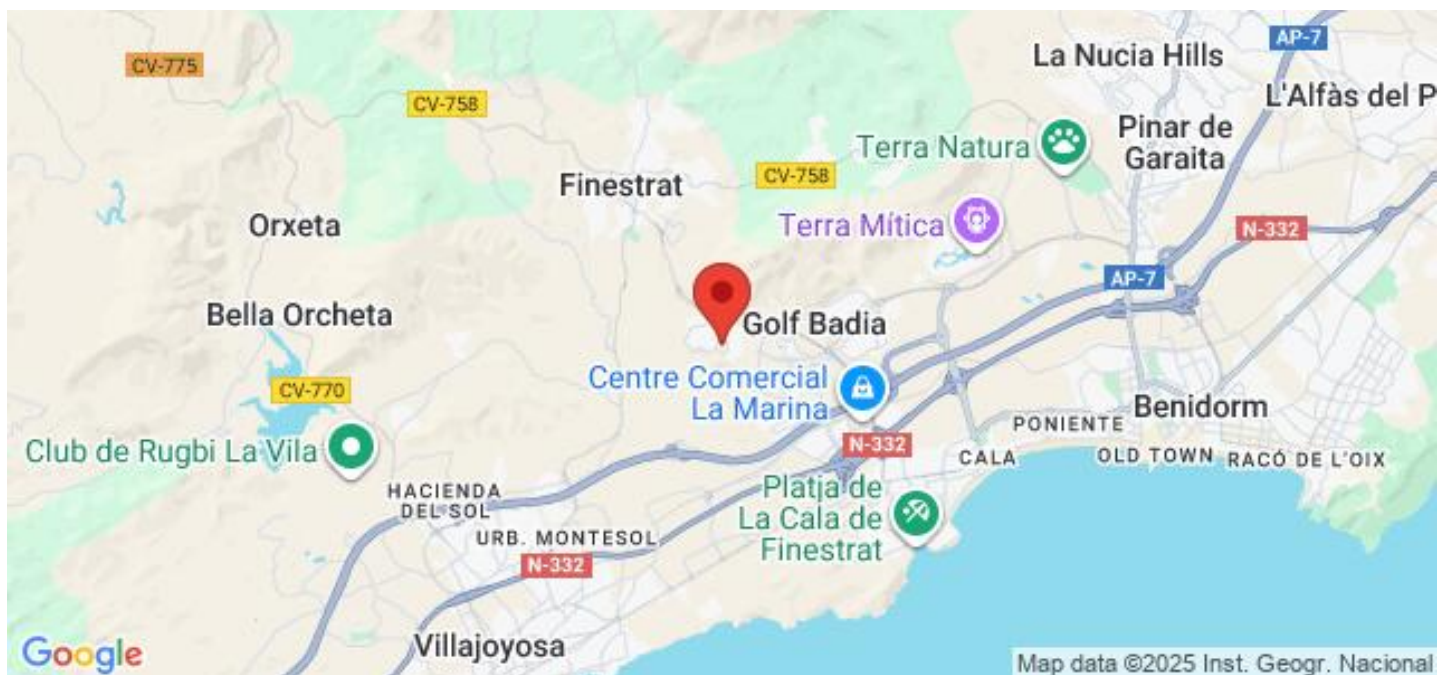 AP-7
La Nucia Hills
CV-775
CV-758
L'Alfàs del P
Pinar de
Garaita
Terra Natura
CV-758
Finestrat
Orxeta
Terra Mítica
N-332
AP-7
Bella Orcheta
Golf Badia
Centre Comercial
La Marina
CV-770
Benidorm
PONIENTE
N-332
Club de Rugbi La Vila
CALA
OLD TOWN
RACÓ DE L'OIX
HACIENDA
DEL SOL
Platja de
La Cala de
Finestrat
URB. MONTESOL
N-332
Villajoyosa
Google
Map data ©2025 Inst. Geogr. Nacional